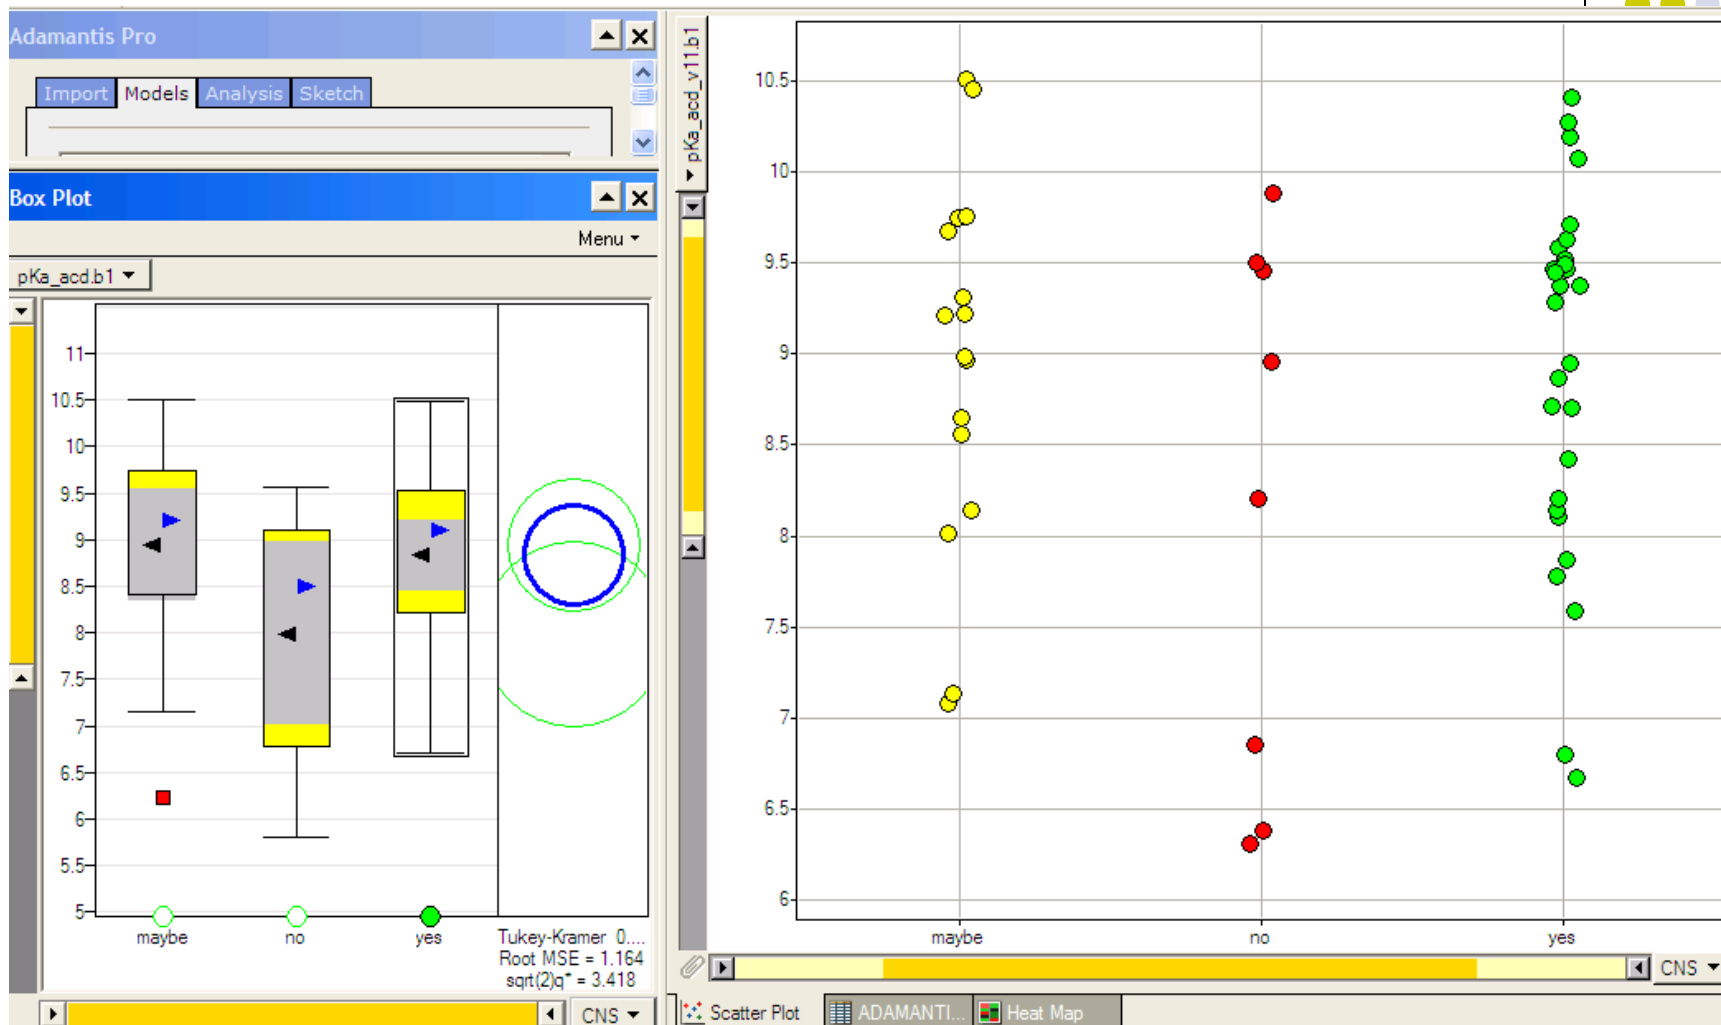 Adamantis Pro
Import Models Analysis Sketch
Box Plot
Menu
pKa_acd.b1
11
10.5
10
9.5
9
8.5
8
7.5
7
6.5
6
5.5
5
maybe no yes
Tukey-Kramer 0....
Root MSE = 1.164
sqrt(2)q* = 3.418
CNS
pKa_acd_v11.b1
10.5
10
9.5
9
8.5
8
7.5
7
6.5
6
maybe no yes
CNS
Scatter Plot ADAMANTI... Heat Map